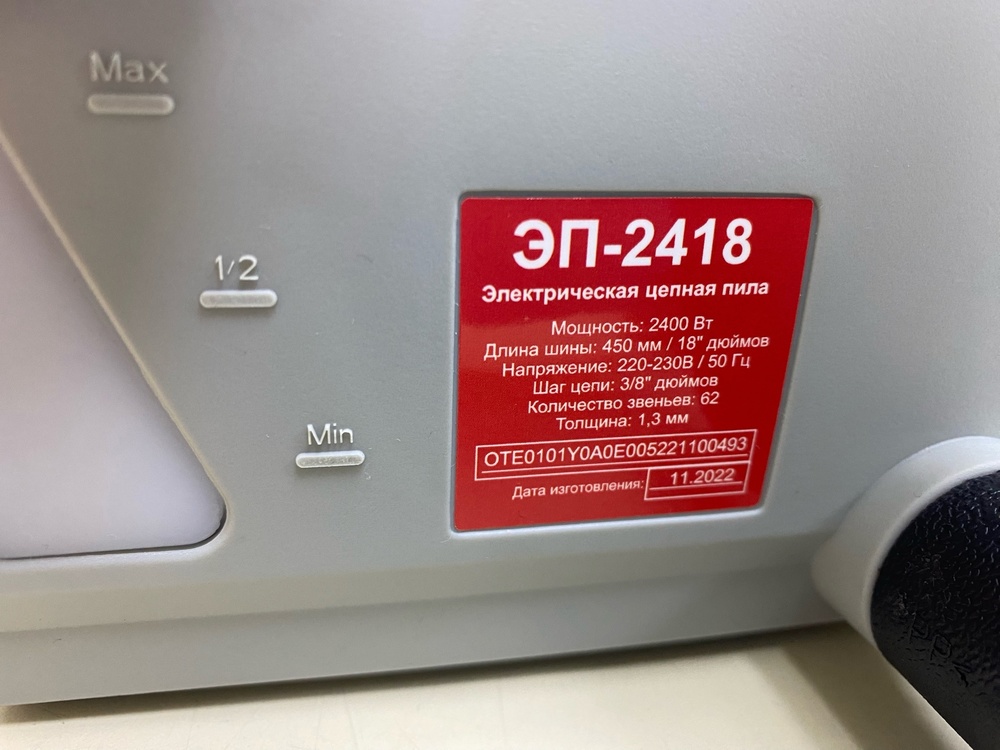 Max
1/2
Min
ЭП-2418
Электрическая цепная пила
Мощность: 2400 Вт
Длина шины: 450 мм / 18" дюймов
Напряжение: 220-230В / 50 Гц
Шаг цепи: 3/8" дюймов
Количество звеньев: 62
Толщина: 1,3 мм
OTE0101Y0A0E005221100493
Дата изготовления: 11.2022